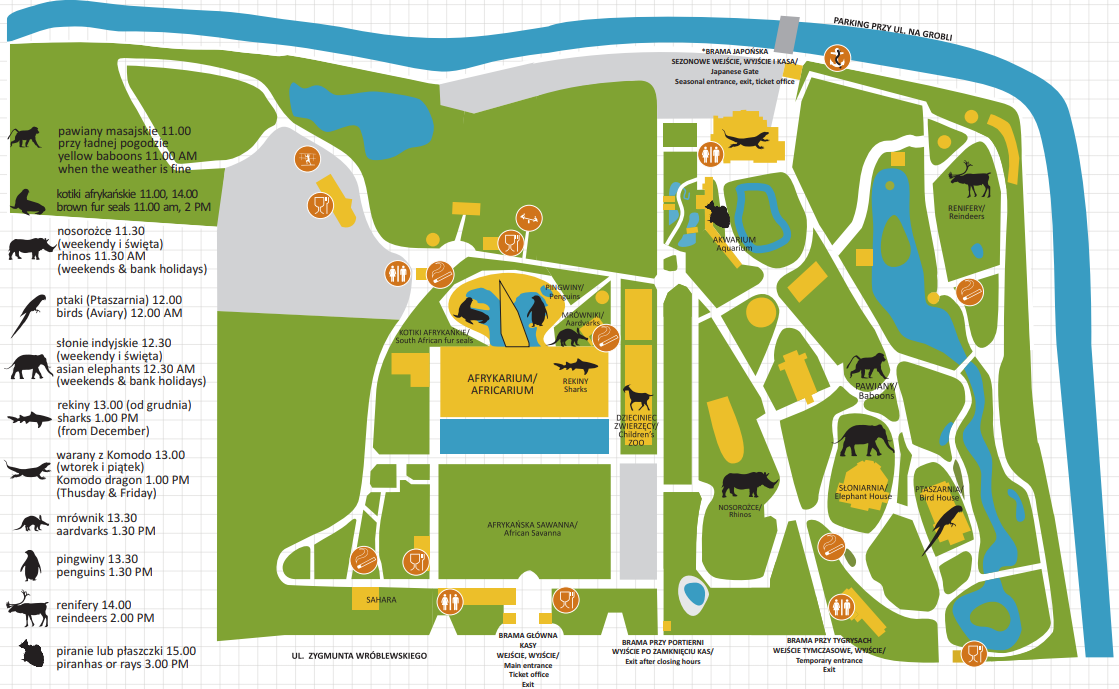 pawiany masajskie 11.00
przy ładnej pogodzie
yellow baboons 11.00 AM
when the weather is fine
kotiki afrykańskie 11.00, 14.00
brown fur seals 11.00 am, 2 PM
nosorożce 11.30
(weekendy i święta)
rhinos 11.30 AM
(weekends & bank holidays)
ptaki (Ptaszarnia) 12.00
birds (Aviary) 12.00 AM
słonie indyjskie 12.30
(weekendy i święta)
asian elephants 12.30 AM
(weekends & bank holidays)
rekiny 13.00 (od grudnia)
sharks 1.00 PM
(from December)
warany z Komodo 13.00
(wtorek i piątek)
Komodo dragon 1.00 PM
(Thusday & Friday)
mrównik 13.30
aardvarks 1.30 PM
pingwiny 13.30
penguins 1.30 PM
renifery 14.00
reindeers 2.00 PM
piranie lub płaszczki 15.00
piranhas or rays 3.00 PM
PARKING PRZY UL. NA GROBLI
*BRAMA JAPOŃSKA
SEZONOWE WEJŚCIE, WYJŚCIE I KASA/
Japanese Gate
Seasonal entrance, exit, ticket office
RENIFERY/
Reindeers
AKWARIUM
Aquarium
PINGWINY/
Penguins
MRÓWNIKI/
Aardvarks
KOTIKI AFRYKAŃKIE/
South African fur seals
AFRYKARIUM/
AFRICARIUM
REKINY
Sharks
DZIECINIEC
ZWIERZĘCY/
Children's
ZOO
PAWIANY/
Baboons
SŁONIARNIA/
Elephant House
PTASZARNIA/
Bird House
NOSOROŻCE/
Rhinos
AFRYKAŃSKA SAWANNA/
African Savanna
SAHARA
UL. ZYGMUNTA WRÓBLEWSKIEGO
BRAMA GŁÓWNA
KASY
WEJŚCIE, WYJŚCIE/
Main entrance
Ticket office
Exit
BRAMA PRZY PORTIERNI
WYJŚCIE PO ZAMKNIĘCIU KAS/
Exit after closing hours
BRAMA PRZY TYGRYSACH
WEJŚCIE TYMCZASOWE, WYJŚCIE/
Temporary entrance
Exit